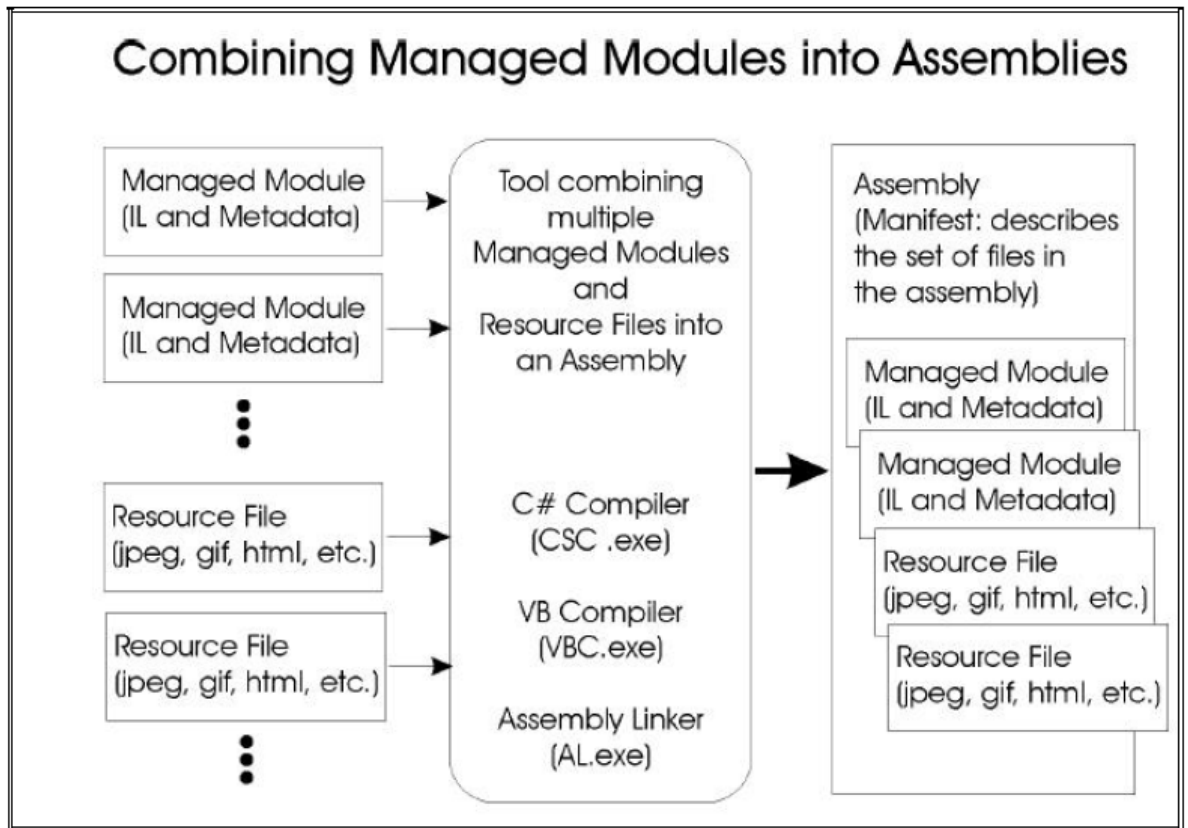 Combining Managed Modules into Assemblies
Managed Module
(IL and Metadata)
Managed Module
(IL and Metadata)
Resource File
(jpeg, gif, html, etc.)
Resource File
(jpeg, gif, html, etc.)
Tool combining
multiple
Managed Modules
and
Resource Files into
an Assembly
C# Compiler
(CSC .exe)
VB Compiler
(VBC.exe)
Assembly Linker
(AL.exe)
Assembly
(Manifest: describes
the set of files in
the assembly)
Managed Module
(IL and Metadata)
Managed Module
(IL and Metadata)
Resource File
(jpeg, gif, html, etc.)
Resource File
(jpeg, gif, html, etc.)